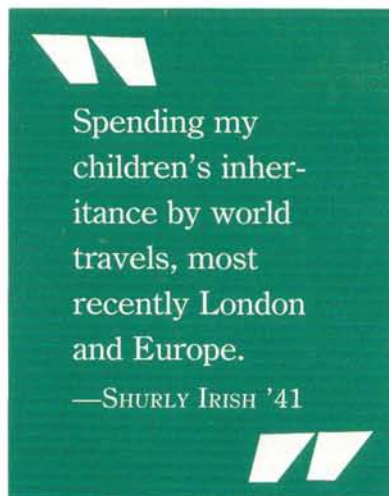 Spending my
children's inher-
itance by world
travels, most
recently London
and Europe.
—SHURLY IRISH '41